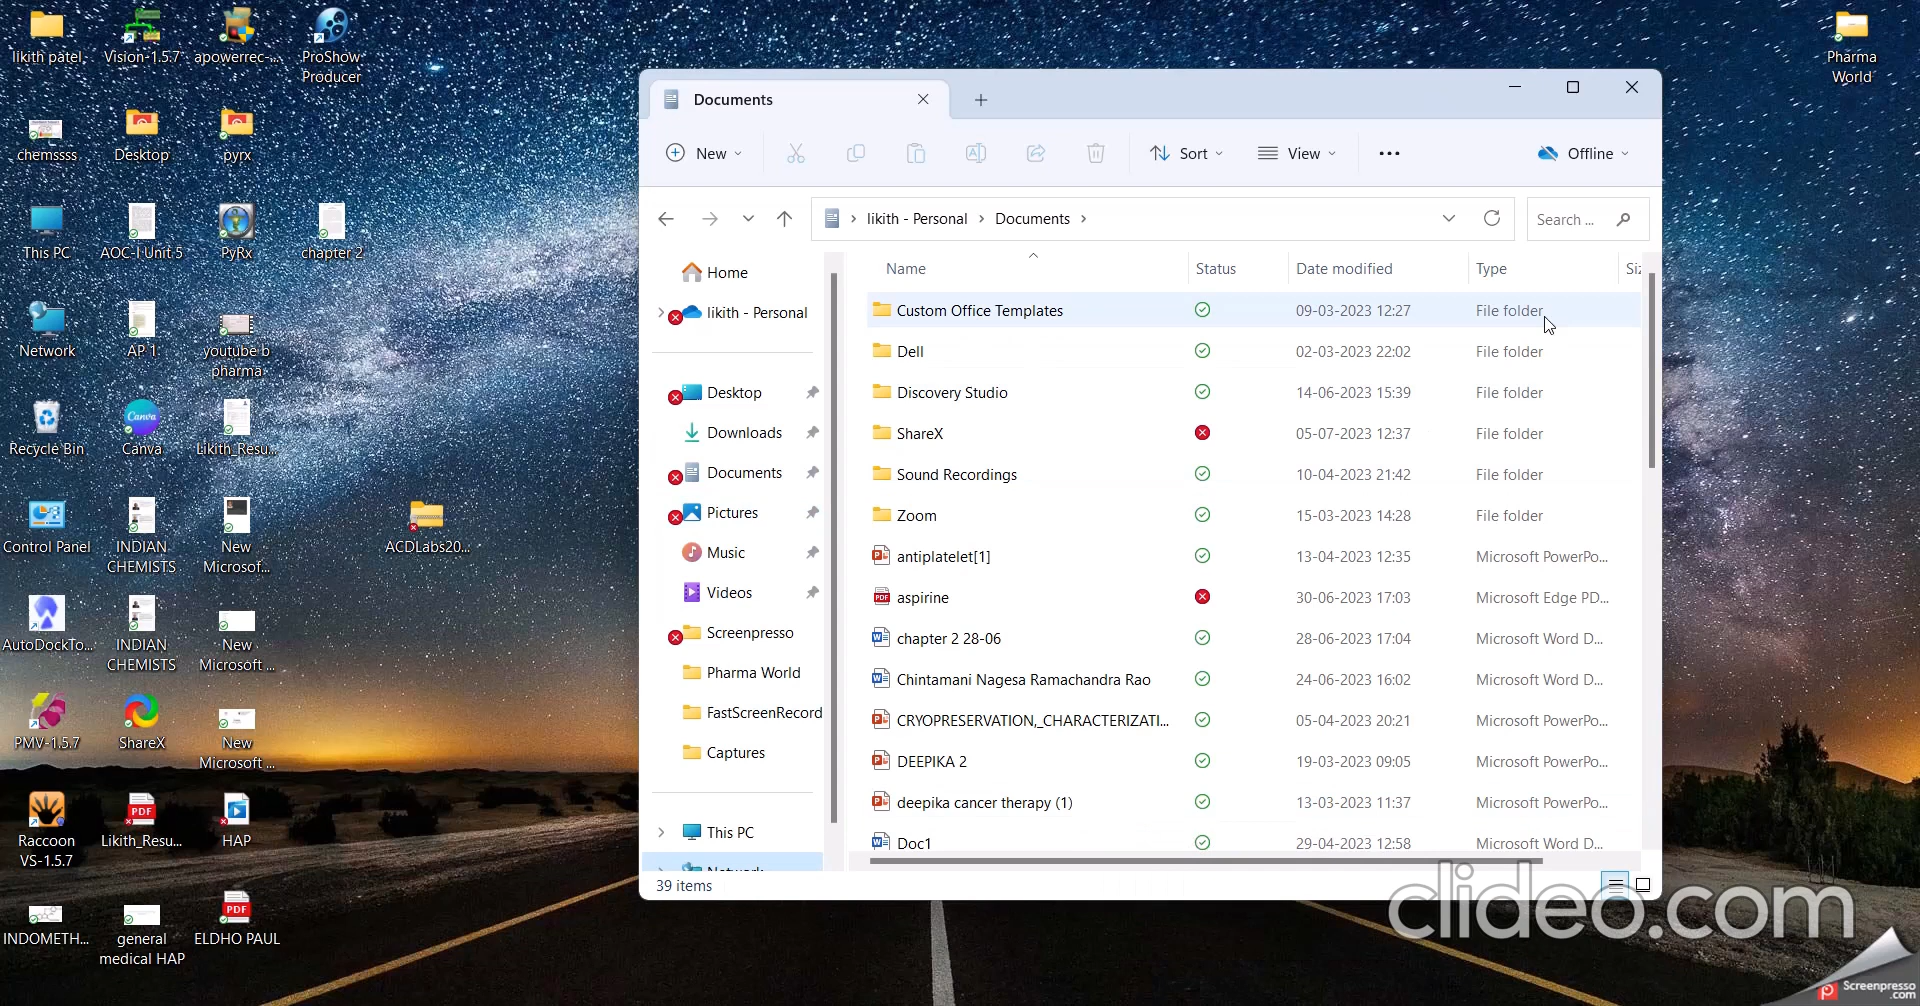 likith patel
Vision-1.5.7
apowerrec-...
ProShow
Producer
Pharma
World
chemssss
Desktop
pyrx
This PC
AOC-I Unit 5
PyRx
chapter 2
Network
AP 1
youtube b
pharma
Recycle Bin
Canva
Canva
Likith_Resu...
Control Panel
INDIAN
CHEMISTS
New
Microsof...
ACDLabs20...
AutoDockTo...
INDIAN
CHEMISTS
New
Microsoft ...
PMV-1.5.7
ShareX
New
Microsoft ...
Raccoon
VS-1.5.7
PDF
Likith_Resu...
HAP
INDOMETH...
general
medical HAP
PDF
ELDHO PAUL
Documents
New
Sort
View
Offline
likith - Personal
Documents
Search ...
Home
likith - Personal
Desktop
Downloads
Documents
Pictures
Music
Videos
Screenpresso
Pharma World
FastScreenRecord
Captures
This PC
Network
Name Status Date modified Type Siz
Custom Office Templates 09-03-2023 12:27 File folder
Dell 02-03-2023 22:02 File folder
Discovery Studio 14-06-2023 15:39 File folder
ShareX 05-07-2023 12:37 File folder
Sound Recordings 10-04-2023 21:42 File folder
Zoom 15-03-2023 14:28 File folder
antiplatelet[1] 13-04-2023 12:35 Microsoft PowerPo...
PDF aspirine 30-06-2023 17:03 Microsoft Edge PD...
chapter 2 28-06 28-06-2023 17:04 Microsoft Word D...
Chintamani Nagesa Ramachandra Rao 24-06-2023 16:02 Microsoft Word D...
CRYOPRESERVATION,_CHARACTERIZATI... 05-04-2023 20:21 Microsoft PowerPo...
DEEPIKA 2 19-03-2023 09:05 Microsoft PowerPo...
deepika cancer therapy (1) 13-03-2023 11:37 Microsoft PowerPo...
Doc1 29-04-2023 12:58 Microsoft Word D...
39 items
clideo.com
Screenpresso
.com